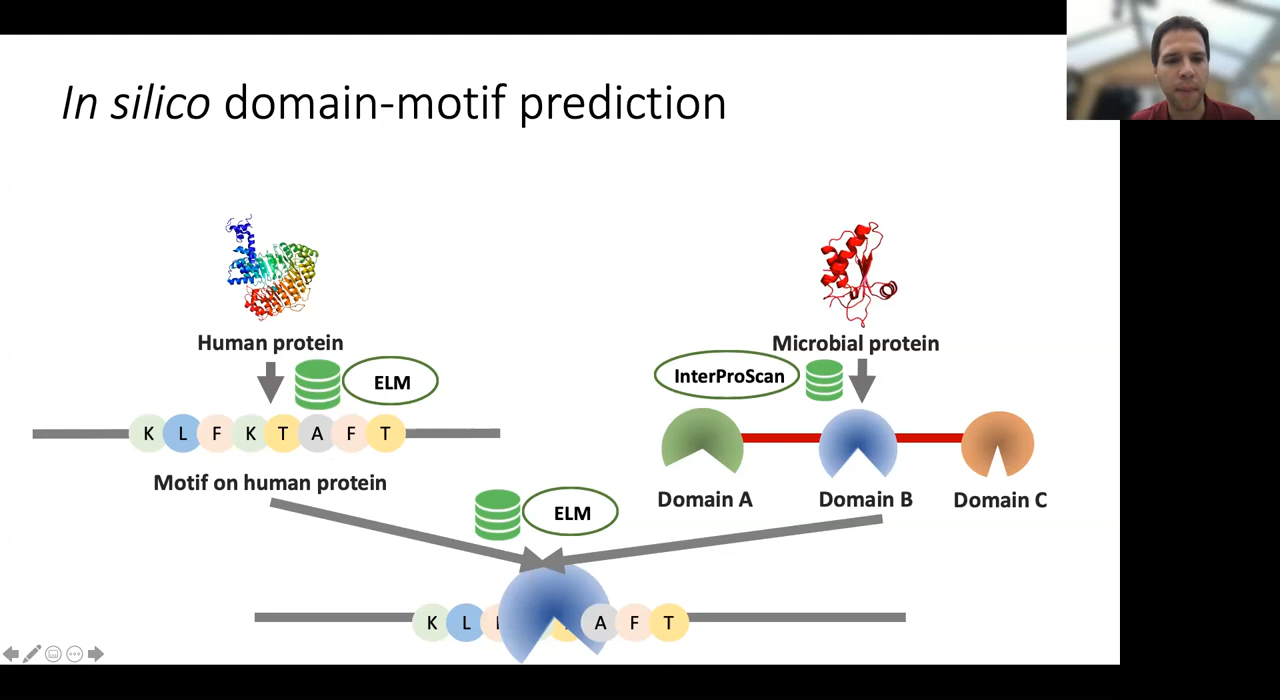 In silico domain-motif prediction
Human protein
Microbial protein
ELM
InterProScan
K L F K T A F T
Motif on human protein
Domain A
Domain B
Domain C
ELM
K L A F T